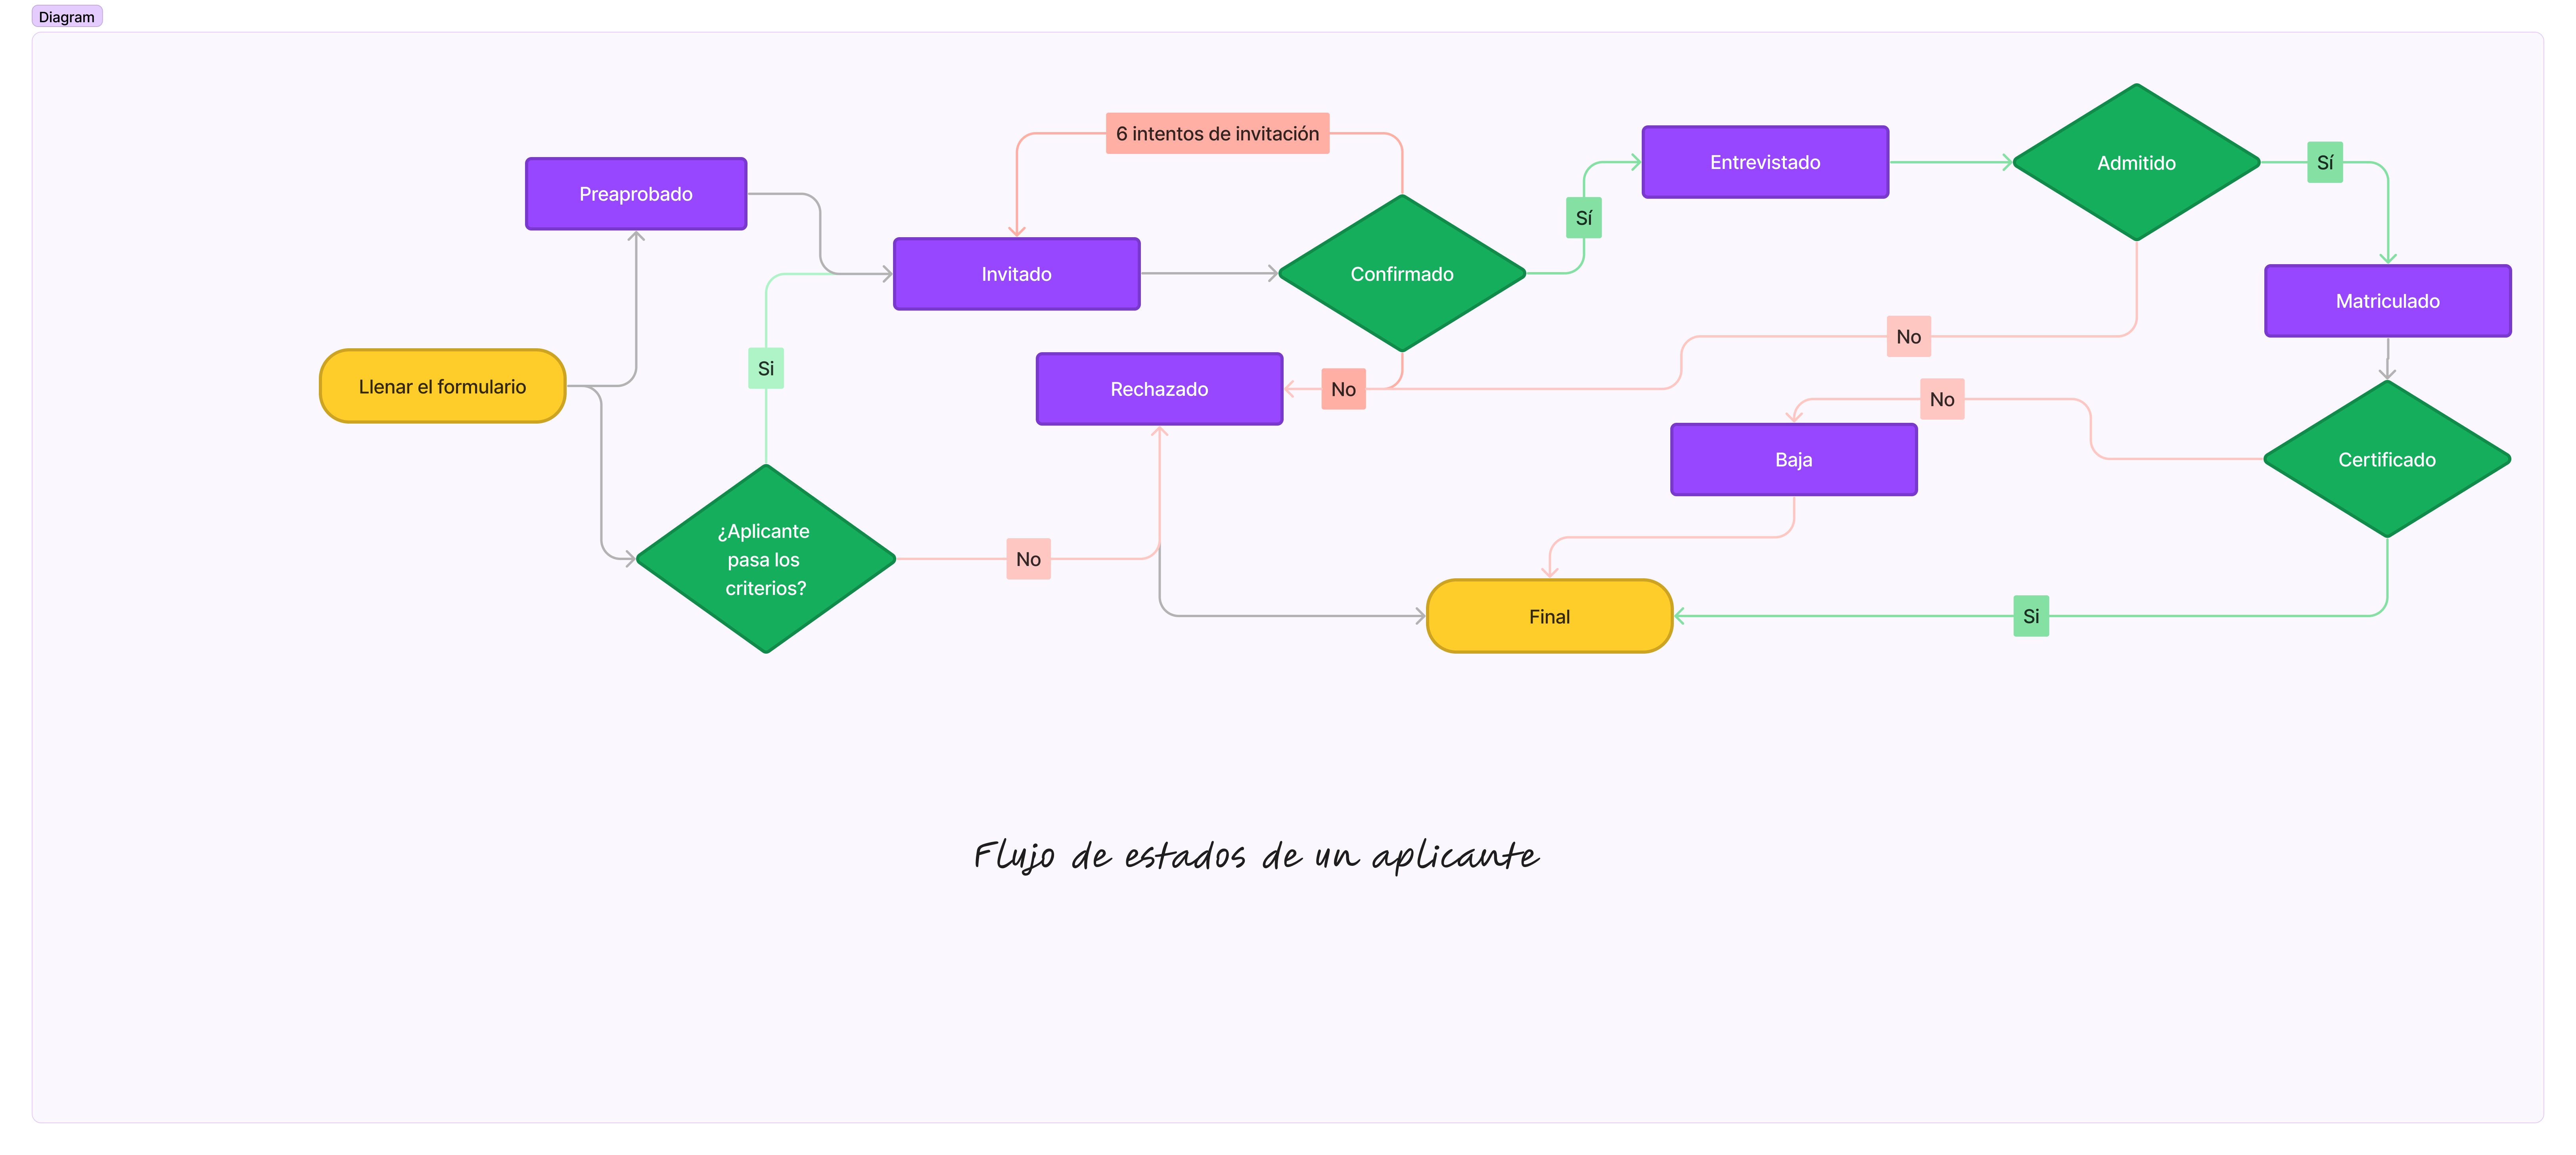 Diagram
6 intentos de invitación
Preaprobado
Entrevistado
Admitido
Sí
Sí
Invitado
Confirmado
Matriculado
No
Si
Llenar el formulario
Rechazado
No
No
Baja
Certificado
¿Aplicante
pasa los
criterios?
No
Final
Si
Flujo de estados de un aplicante